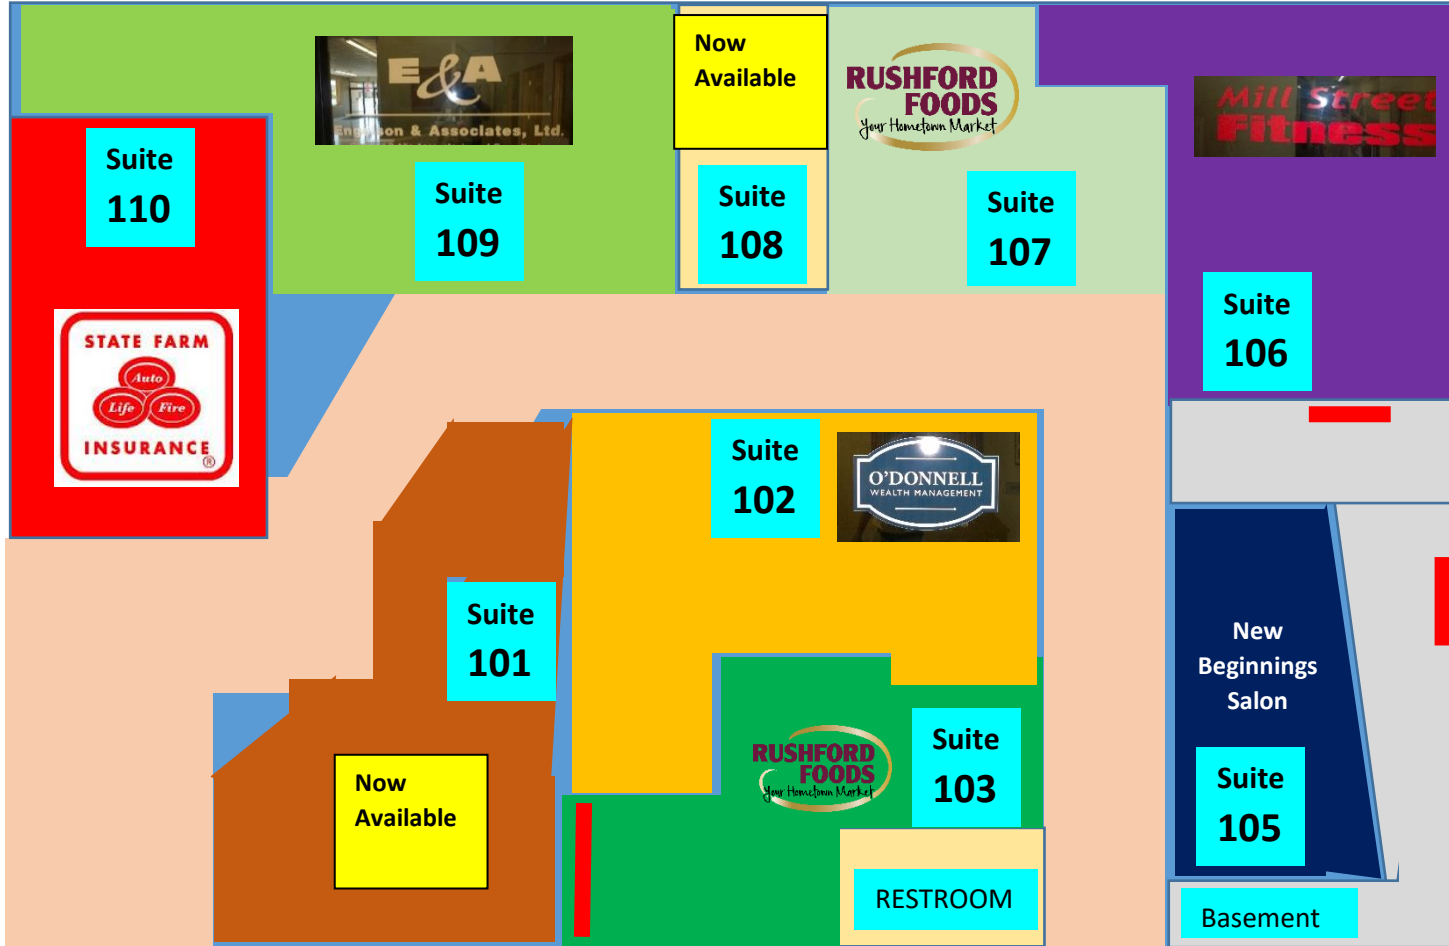 Suite
110
STATE FARM
Auto
Life Fire
INSURANCE
®
E&A
& Associates, Ltd.
Suite
109
Now
Available
Suite
108
RUSHFORD
FOODS
Your Hometown Market
Suite
107
Mill Street
Fitness
Suite
106
Suite
102
O'DONNELL
WEALTH MANAGEMENT
Suite
101
Now
Available
RUSHFORD
FOODS
Your Hometown Market
Suite
103
RESTROOM
New
Beginnings
Salon
Suite
105
Basement